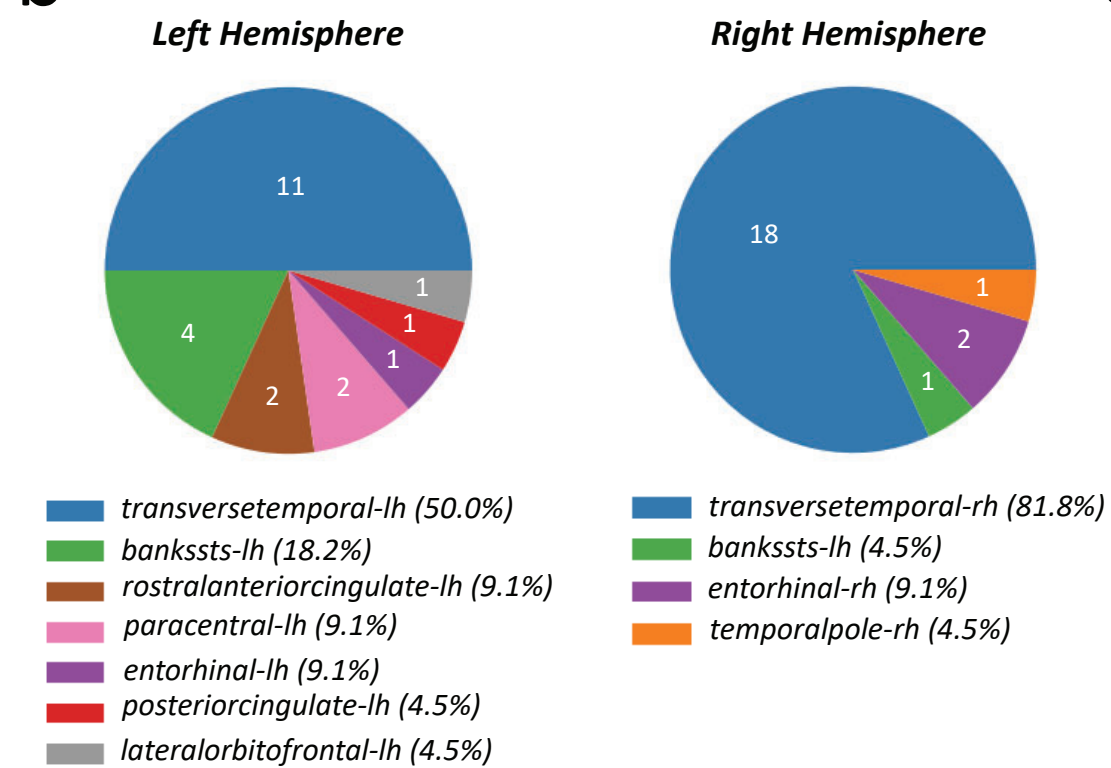 b
Left Hemisphere
Right Hemisphere
11
4
2
2
1
1
1
18
1
2
1
transversetemporal-lh (50.0%)
bankssts-lh (18.2%)
rostralanteriorcingulate-lh (9.1%)
paracentral-lh (9.1%)
entorhinal-lh (9.1%)
posteriorcingulate-lh (4.5%)
lateralorbitofrontal-lh (4.5%)
transversetemporal-rh (81.8%)
bankssts-lh (4.5%)
entorhinal-rh (9.1%)
temporalpole-rh (4.5%)